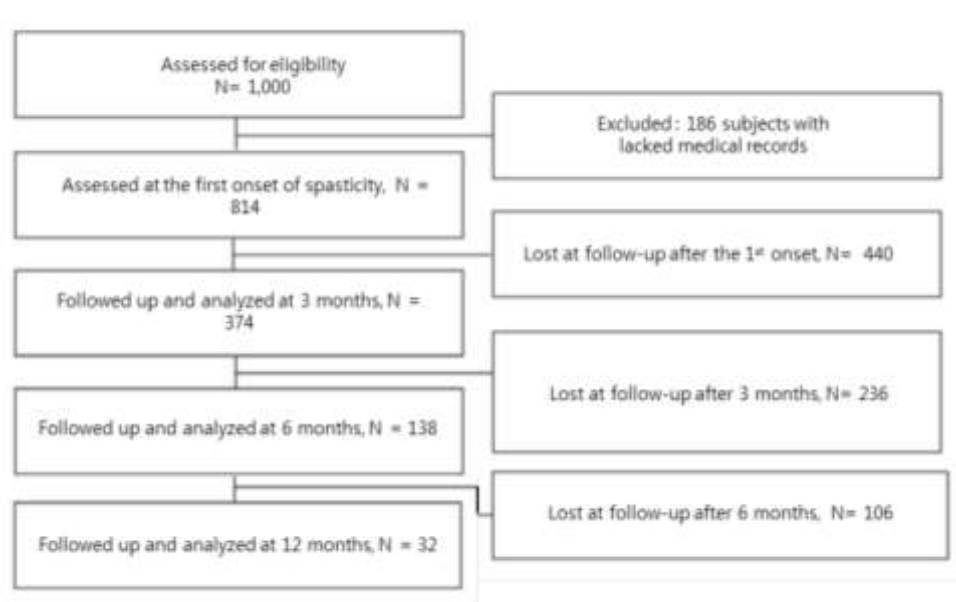 Assessed for eligibility
N= 1,000
Excluded : 186 subjects with
lacked medical records
Assessed at the first onset of spasticity, N =
814
Lost at follow-up after the 1st onset, N= 440
Followed up and analyzed at 3 months, N =
374
Lost at follow-up after 3 months, N= 236
Followed up and analyzed at 6 months, N = 138
Lost at follow-up after 6 months, N= 106
Followed up and analyzed at 12 months, N = 32